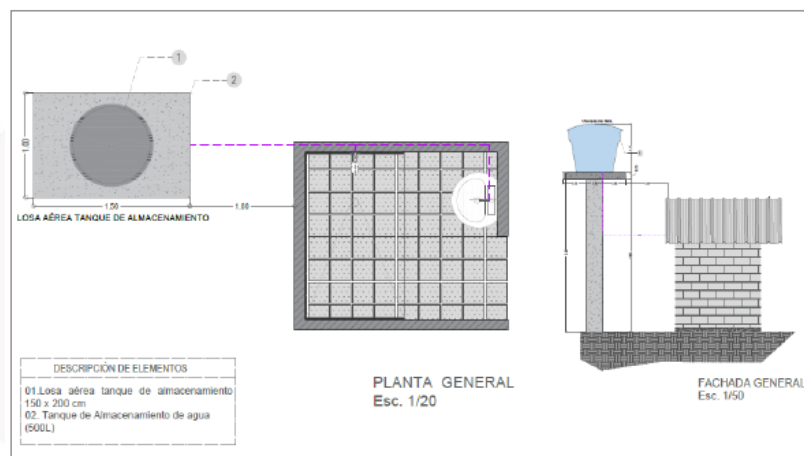 1
2
1.00
1.50
1.00
LOSA AÉREA TANQUE DE ALMACENAMIENTO
DESCRIPCIÓN DE ELEMENTOS
01.Losa aérea tanque de almacenamiento
150 x 200 cm
02. Tanque de Almacenamiento de agua
(500L)
PLANTA GENERAL
Esc. 1/20
FACHADA GENERAL
Esc. 1/50